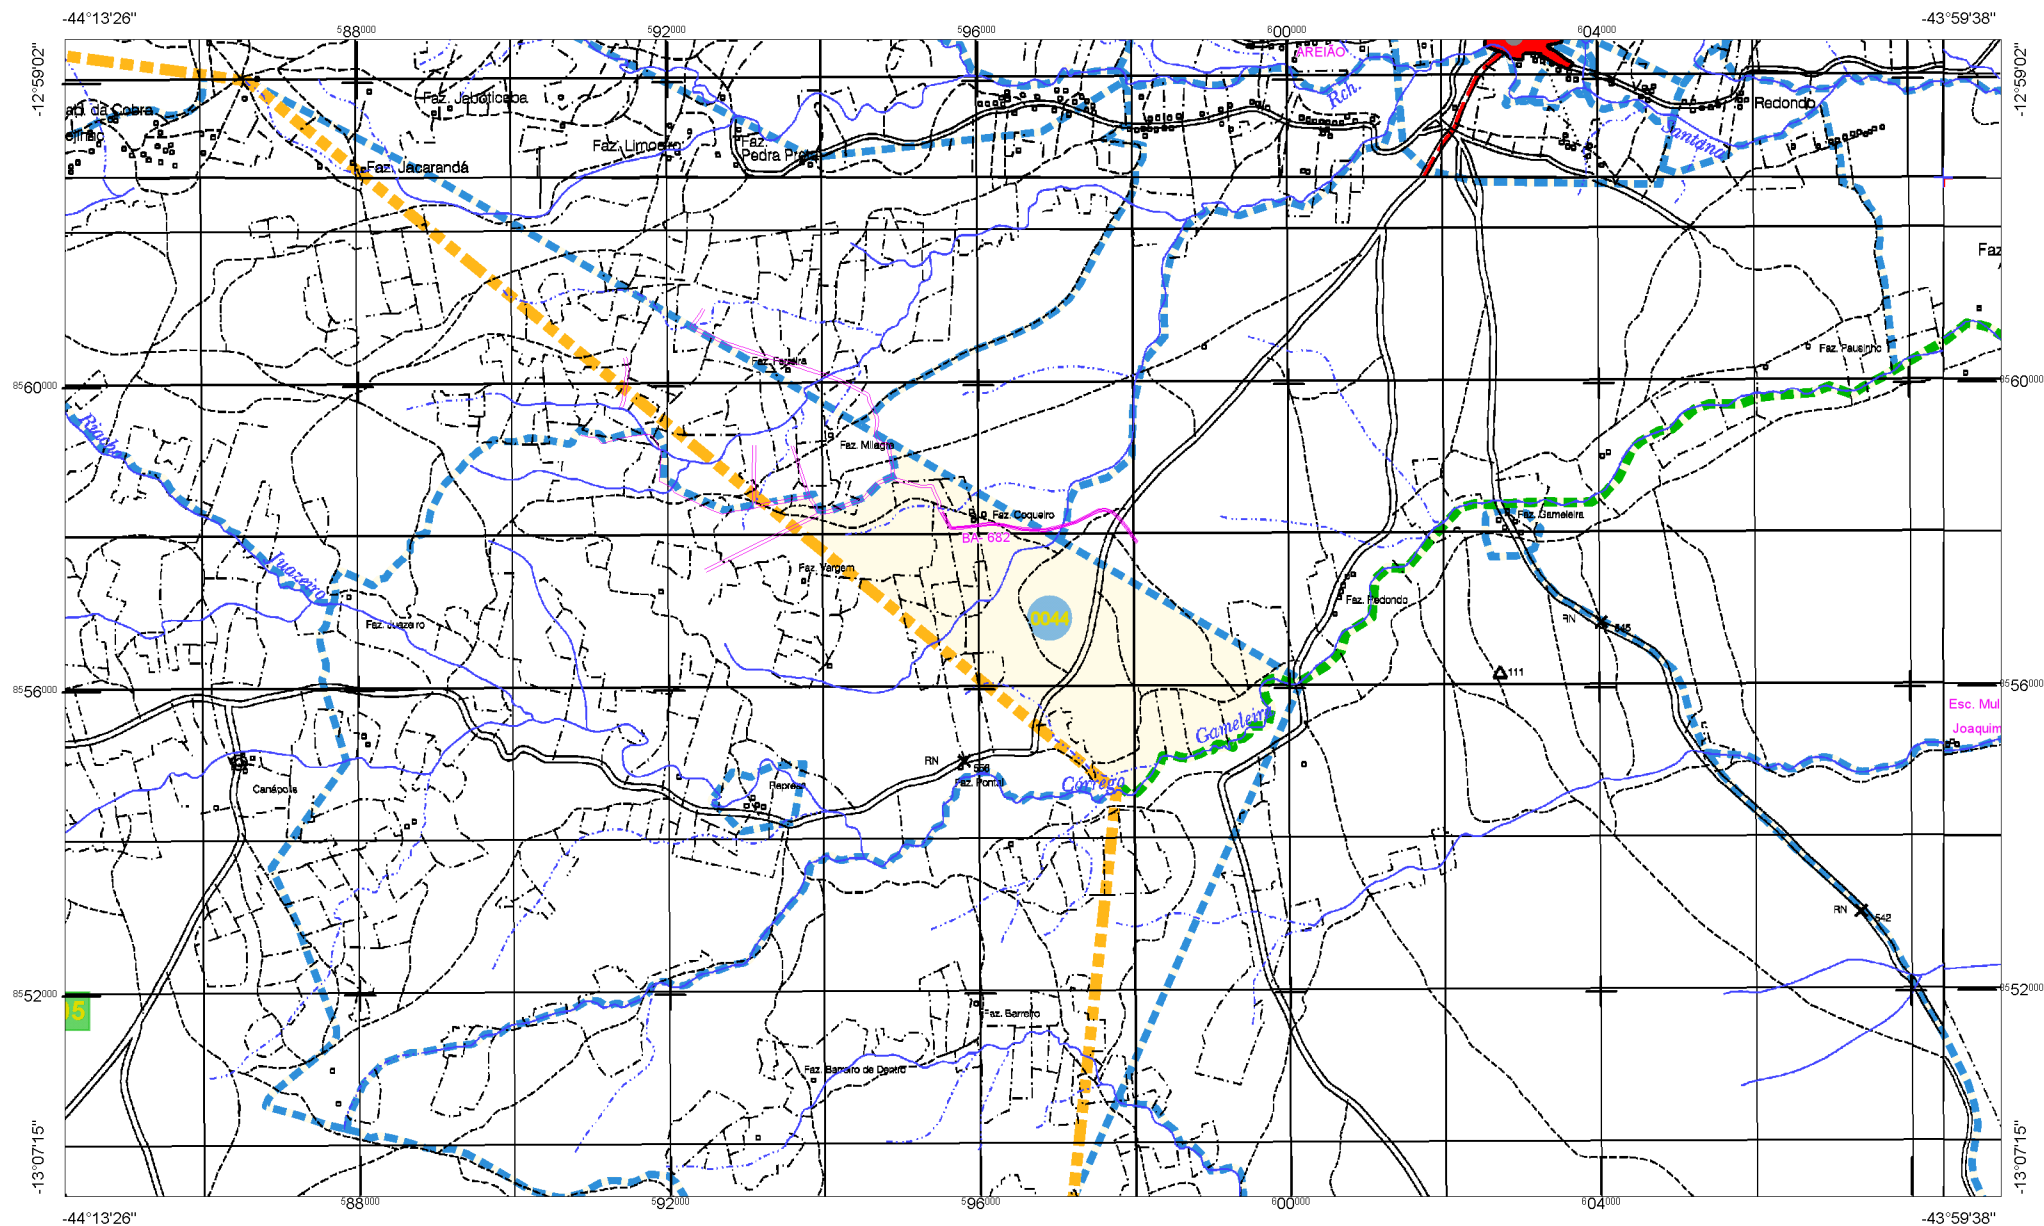 -44°13'26"
-43°59'38"
588000
592000
596000
600000
604000
-12°59'02"
-12°59'02"
AREIÃO
Rch.
Faz. Jaboticaba
ap. da Cobra
Redondo
Santana
Faz. Limoeiro
Faz.
Pedra Preta
Faz. Jacarandá
Faz
Faz. Pausinho
Faz. Ferreira
8560000
8560000
Riacho
Faz. Milagre
Faz. Coqueiro
Faz. Gameleira
BA- 682
Juazeiro
Faz. Vargem
Faz. Redondo
0044
Faz. Juazeiro
RN
645
111
8556000
8556000
Esc. Mul
Gameleira
Joaquim
RN
558
Canápolis
Represa
Faz. Pontal
Córrego
RN
542
8552000
8552000
05
Faz. Barreiro
Faz. Barreiro de Dentro
-13°07'15"
-13°07'15"
588000
592000
596000
600000
604000
-44°13'26"
-43°59'38"